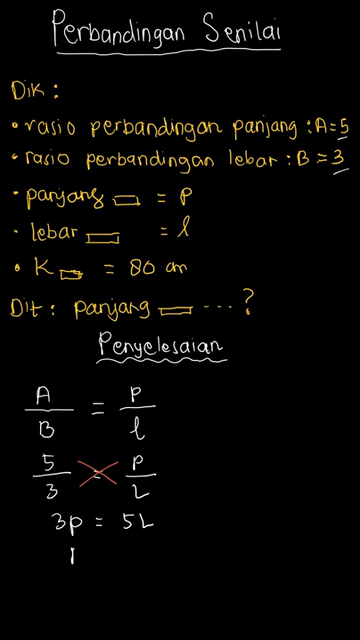 Perbandingan Senilai
Dik :
• rasio perbandingan panjang : A = 5
• rasio perbandingan lebar : B = 3
• panjang ▭ = p
• lebar ▭ = l
• K ▭ = 80 cm
Dit : panjang ▭ ... ?
Penyelesaian
A/B = P/l
5/3 = P/L
3p = 5L